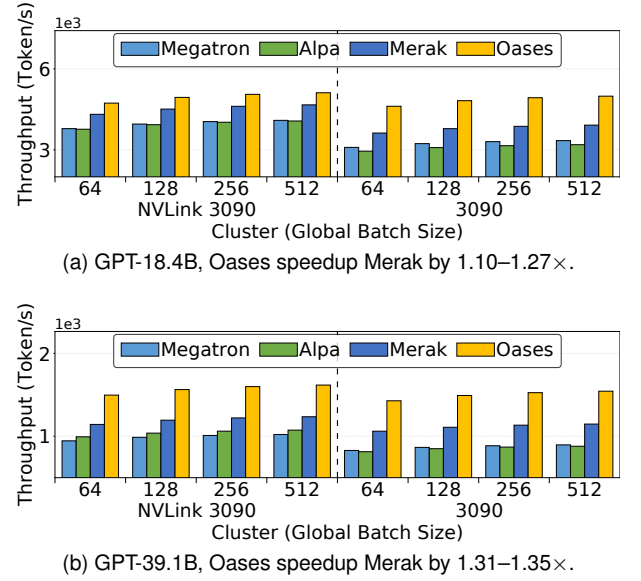 1e3
Megatron Alpa Merak Oases
Throughput (Token/s)
6
3
64 128 256 512 64 128 256 512
NVLink 3090 3090
Cluster (Global Batch Size)
(a) GPT-18.4B, Oases speedup Merak by 1.10–1.27×.
1e3
Megatron Alpa Merak Oases
Throughput (Token/s)
2
1
64 128 256 512 64 128 256 512
NVLink 3090 3090
Cluster (Global Batch Size)
(b) GPT-39.1B, Oases speedup Merak by 1.31–1.35×.